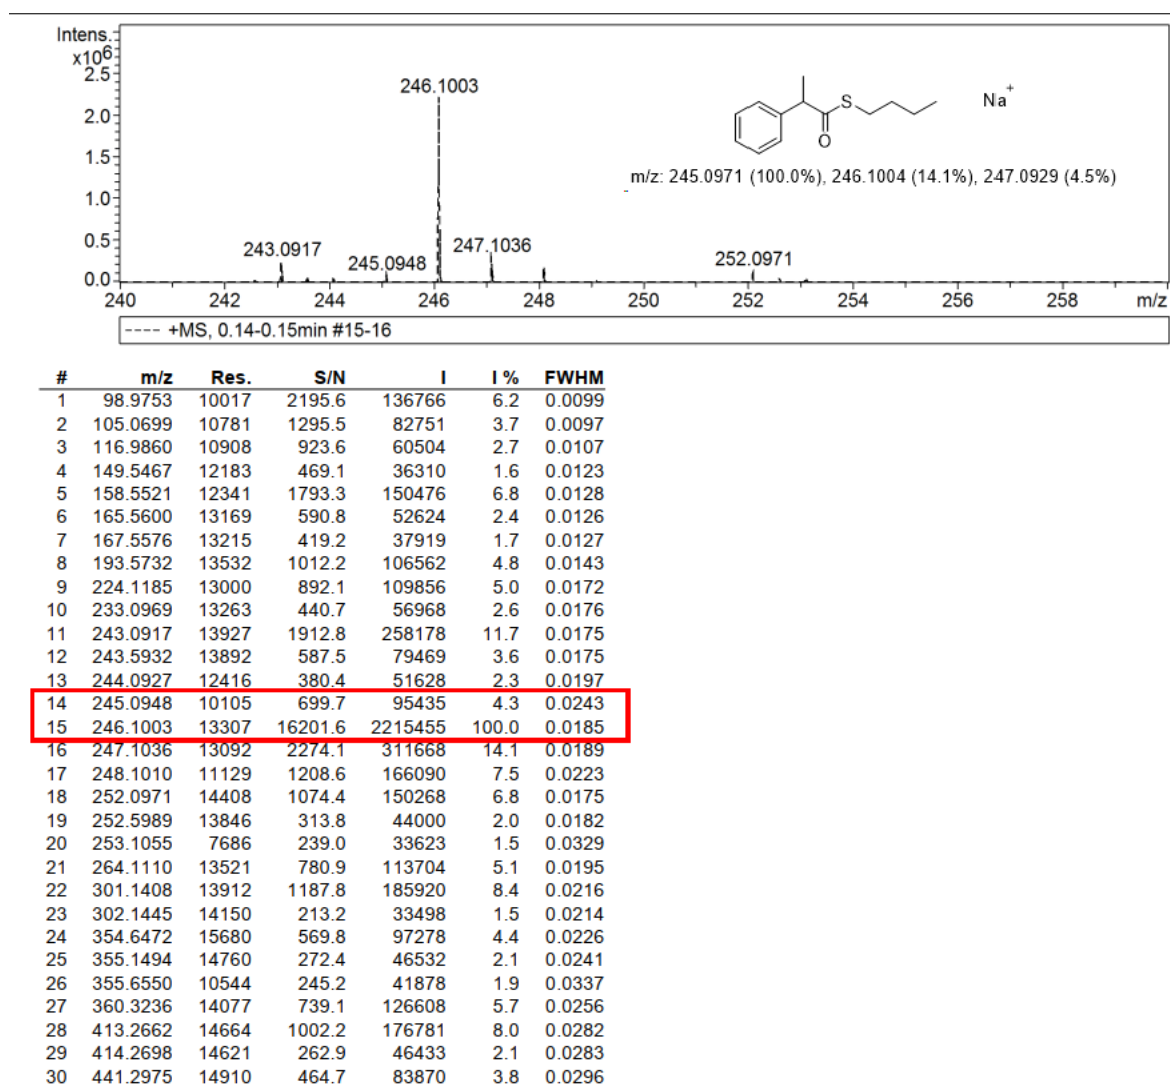 Intens.
x10⁶
2.5
2.0
1.5
1.0
0.5
0.0
246.1003
243.0917
245.0948
247.1036
252.0971
S
O
Na⁺
m/z: 245.0971 (100.0%), 246.1004 (14.1%), 247.0929 (4.5%)
240 242 244 246 248 250 252 254 256 258 m/z
---- +MS, 0.14-0.15min #15-16
# m/z Res. S/N I I % FWHM
1 98.9753 10017 2195.6 136766 6.2 0.0099
2 105.0699 10781 1295.5 82751 3.7 0.0097
3 116.9860 10908 923.6 60504 2.7 0.0107
4 149.5467 12183 469.1 36310 1.6 0.0123
5 158.5521 12341 1793.3 150476 6.8 0.0128
6 165.5600 13169 590.8 52624 2.4 0.0126
7 167.5576 13215 419.2 37919 1.7 0.0127
8 193.5732 13532 1012.2 106562 4.8 0.0143
9 224.1185 13000 892.1 109856 5.0 0.0172
10 233.0969 13263 440.7 56968 2.6 0.0176
11 243.0917 13927 1912.8 258178 11.7 0.0175
12 243.5932 13892 587.5 79469 3.6 0.0175
13 244.0927 12416 380.4 51628 2.3 0.0197
14 245.0948 10105 699.7 95435 4.3 0.0243
15 246.1003 13307 16201.6 2215455 100.0 0.0185
16 247.1036 13092 2274.1 311668 14.1 0.0189
17 248.1010 11129 1208.6 166090 7.5 0.0223
18 252.0971 14408 1074.4 150268 6.8 0.0175
19 252.5989 13846 313.8 44000 2.0 0.0182
20 253.1055 7686 239.0 33623 1.5 0.0329
21 264.1110 13521 780.9 113704 5.1 0.0195
22 301.1408 13912 1187.8 185920 8.4 0.0216
23 302.1445 14150 213.2 33498 1.5 0.0214
24 354.6472 15680 569.8 97278 4.4 0.0226
25 355.1494 14760 272.4 46532 2.1 0.0241
26 355.6550 10544 245.2 41878 1.9 0.0337
27 360.3236 14077 739.1 126608 5.7 0.0256
28 413.2662 14664 1002.2 176781 8.0 0.0282
29 414.2698 14621 262.9 46433 2.1 0.0283
30 441.2975 14910 464.7 83870 3.8 0.0296